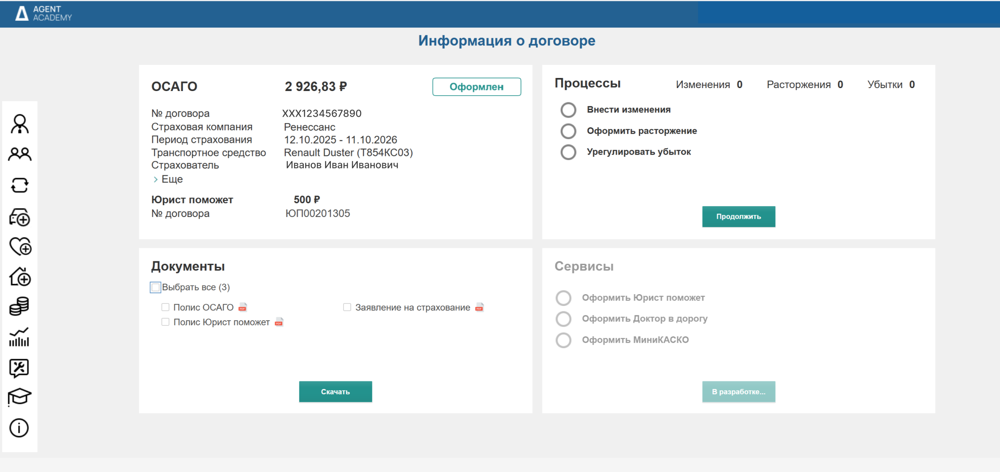 AGENT
ACADEMY
Информация о договоре
ОСАГО 2 926,83 ₽ Оформлен
№ договора XXX1234567890
Страховая компания Ренессанс
Период страхования 12.10.2025 - 11.10.2026
Транспортное средство Renault Duster (Т854КС03)
Страхователь Иванов Иван Иванович
Еще
Юрист поможет 500 ₽
№ договора ЮП00201305
Процессы Изменения 0 Расторжения 0 Убытки 0
Внести изменения
Оформить расторжение
Урегулировать убыток
Продолжить
Документы
Выбрать все (3)
Полис ОСАГО PDF Заявление на страхование PDF
Полис Юрист поможет PDF
Скачать
Сервисы
Оформить Юрист поможет
Оформить Доктор в дорогу
Оформить МиниКАСКО
В разработке...